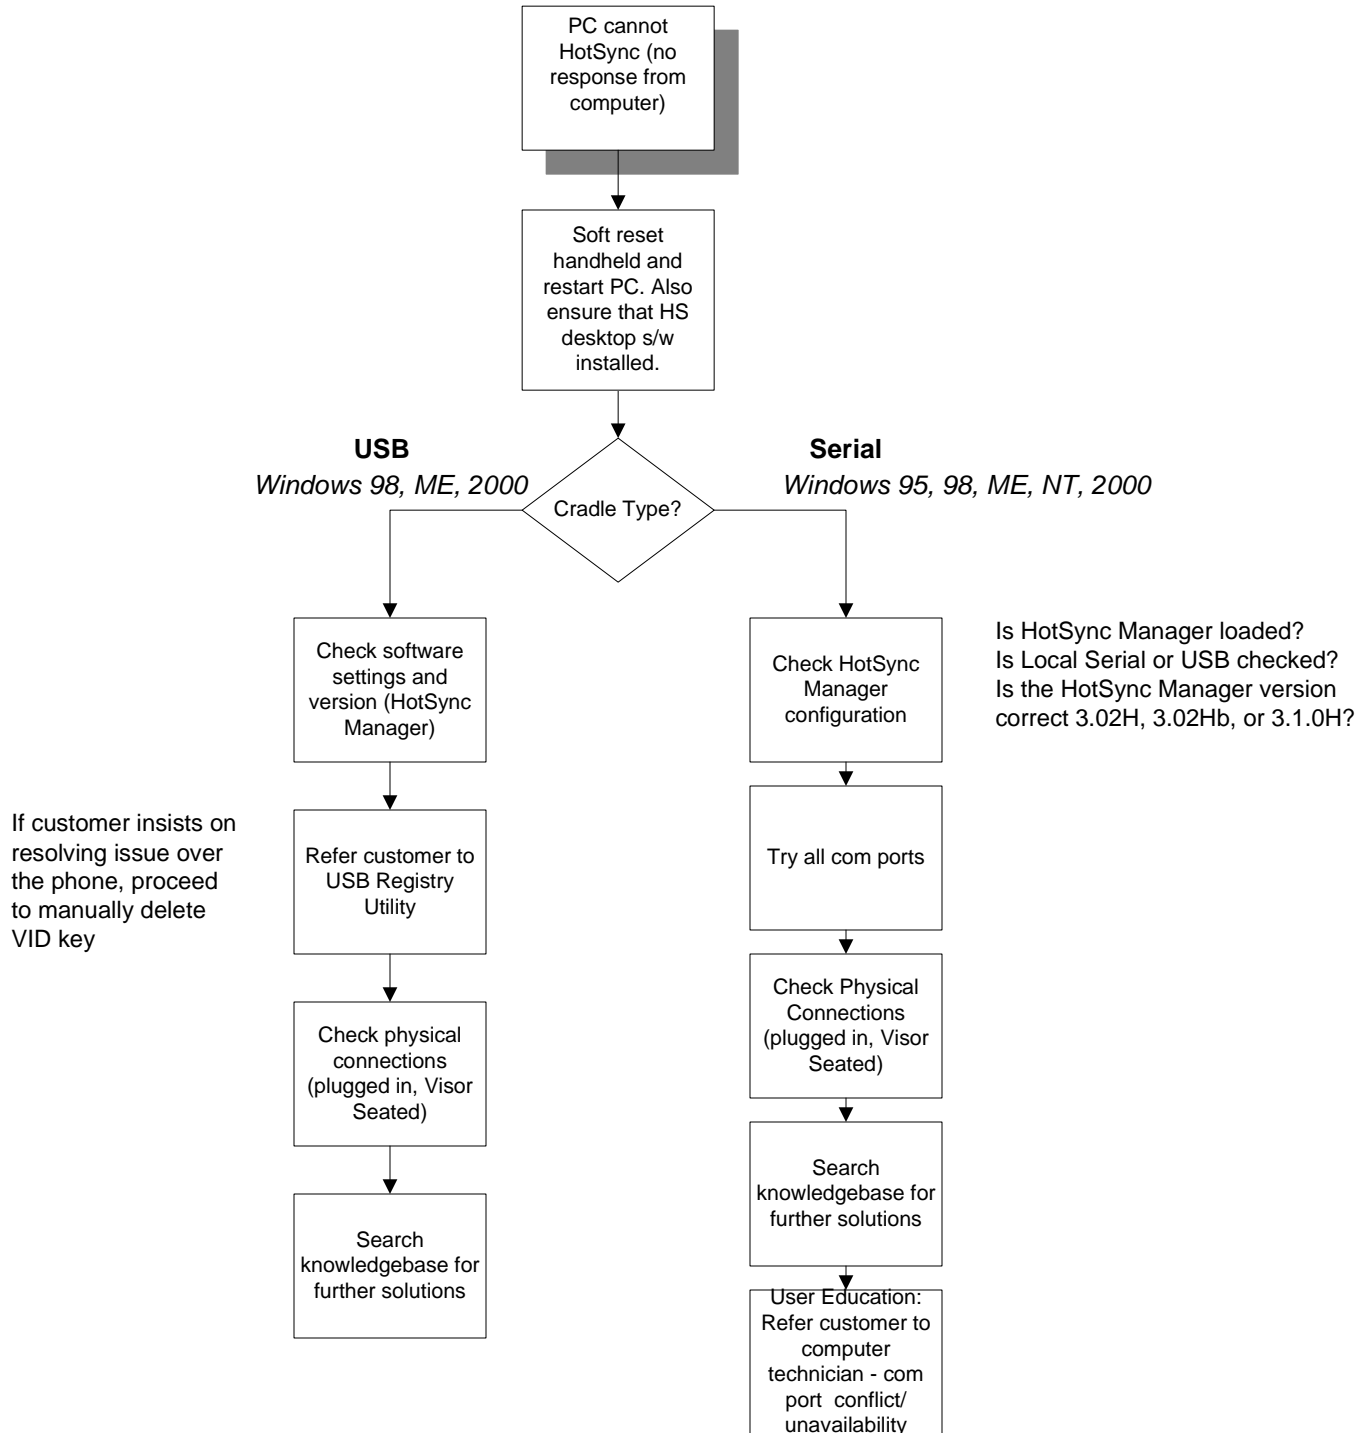 PC cannot
HotSync (no
response from
computer)
Soft reset
handheld and
restart PC. Also
ensure that HS
desktop s/w
installed.
USB
Windows 98, ME, 2000
Cradle Type?
Serial
Windows 95, 98, ME, NT, 2000
Check software
settings and
version (HotSync
Manager)
Check HotSync
Manager
configuration
Is HotSync Manager loaded?
Is Local Serial or USB checked?
Is the HotSync Manager version
correct 3.02H, 3.02Hb, or 3.1.0H?
If customer insists on
resolving issue over
the phone, proceed
to manually delete
VID key
Refer customer to
USB Registry
Utility
Try all com ports
Check physical
connections
(plugged in, Visor
Seated)
Check Physical
Connections
(plugged in, Visor
Seated)
Search
knowledgebase for
further solutions
Search
knowledgebase for
further solutions
User Education:
Refer customer to
computer
technician - com
port conflict/
unavailability